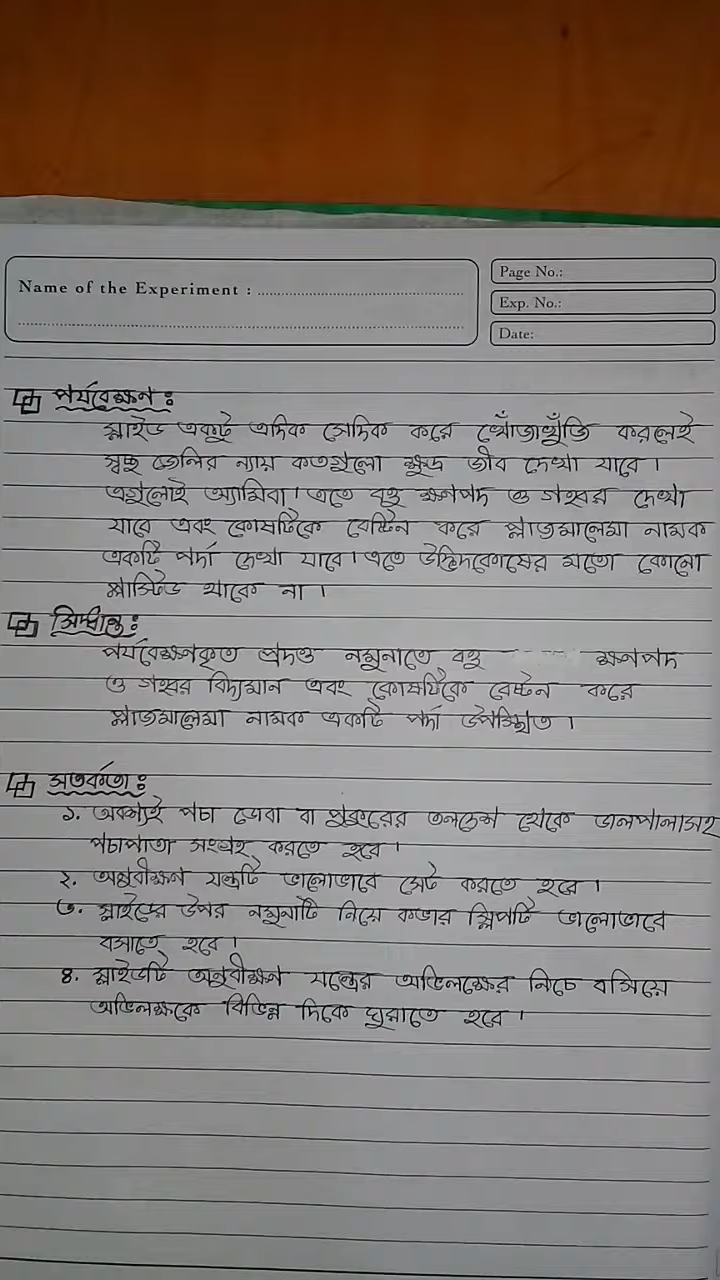 Name of the Experiment :
Page No.:
Exp. No.:
Date:
পর্যবেক্ষণ ঃ
স্লাইড একটু এদিক সেদিক করে খোঁজাখুঁজি করলেই
স্বচ্ছ জেলির ন্যায় কতগুলো ক্ষুদ্র জীব দেখা যাবে।
এগুলোই অ্যামিবা। এতে বহু ক্ষণপদ ও গহ্বর দেখা
যাবে এবং কোষটিকে বেষ্টন করে প্লাজমালেমা নামক
একটি পর্দা দেখা যাবে। এতে উদ্ভিদকোষের মতো কোনো
প্লাস্টিড থাকে না।
সিদ্ধান্ত ঃ
পর্যবেক্ষণকৃত প্রদত্ত নমুনাতে বহু ক্ষণপদ
ও গহ্বর বিদ্যমান এবং কোষটিকে বেষ্টন করে
প্লাজমালেমা নামক একটি পর্দা উপস্থিত।
সতর্কতা ঃ
১. অবশ্যই পচা ডোবা বা পুকুরের তলদেশ থেকে ডালপালাসহ
পচাপাতা সংগ্রহ করতে হবে।
২. অণুবীক্ষণ যন্ত্রটি ভালোভাবে সেট করতে হবে।
৩. স্লাইডের উপর নমুনাটি নিয়ে কভার স্লিপটি ভালোভাবে
বসাতে হবে।
৪. স্লাইডটি অণুবীক্ষণ যন্ত্রের অভিলক্ষের নিচে বসিয়ে
অভিলক্ষকে বিভিন্ন দিকে ঘুরাতে হবে।